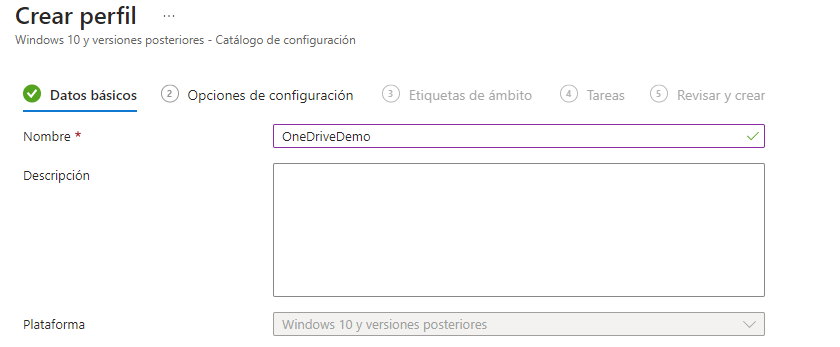 Crear perfil ...
Windows 10 y versiones posteriores - Catálogo de configuración
Datos básicos 2 Opciones de configuración 3 Etiquetas de ámbito 4 Tareas 5 Revisar y crear
Nombre * OneDriveDemo
Descripción
Plataforma Windows 10 y versiones posteriores